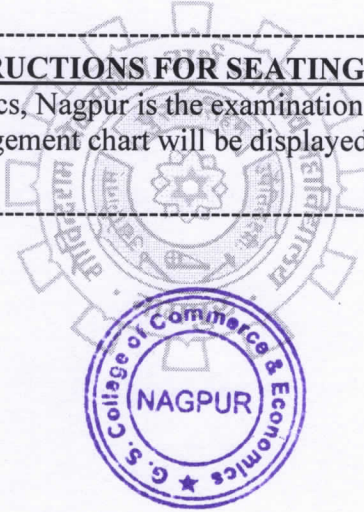 RUCTIONS FOR SEATING
cs, Nagpur is the examination
gement chart will be displayed
G. S. College of Commerce & Economics ★
NAGPUR